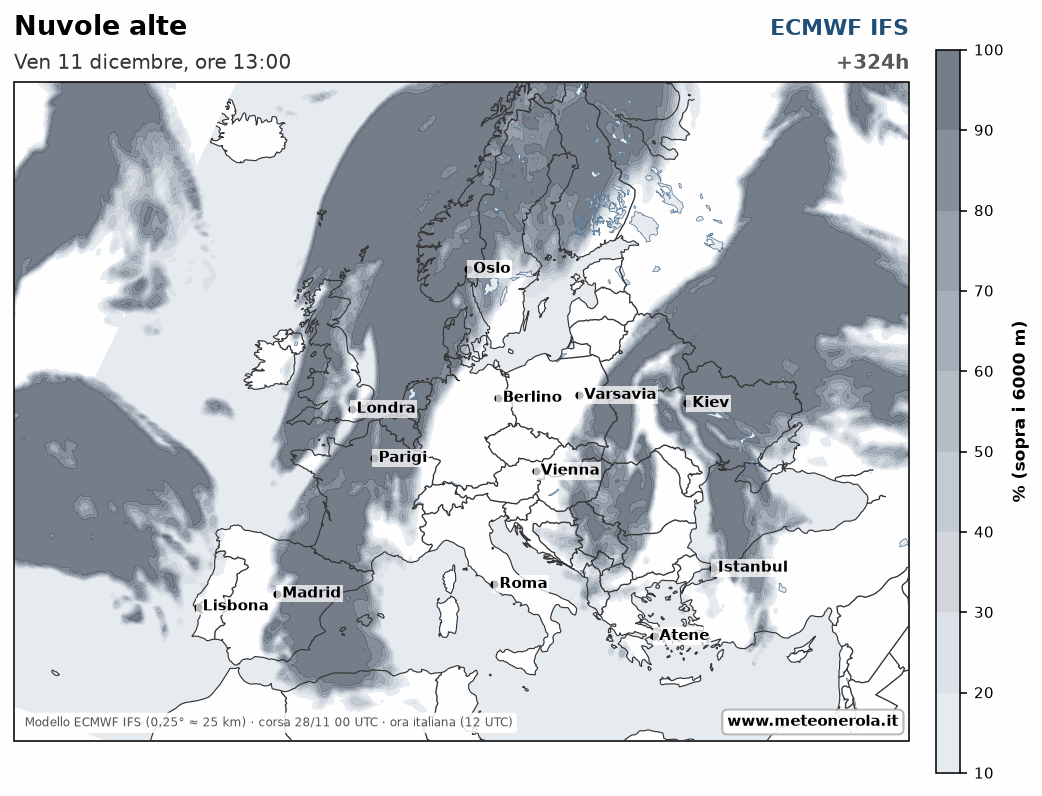 Nuvole alte
ECMWF IFS
Ven 11 dicembre, ore 13:00
+324h
100
90
80
70
60
50
40
30
20
10
% (sopra i 6000 m)
Oslo
Berlino
Varsavia
Kiev
Londra
Parigi
Vienna
Istanbul
Roma
Madrid
Lisbona
Atene
Modello ECMWF IFS (0,25° ≈ 25 km) · corsa 28/11 00 UTC · ora italiana (12 UTC)
www.meteonerola.it